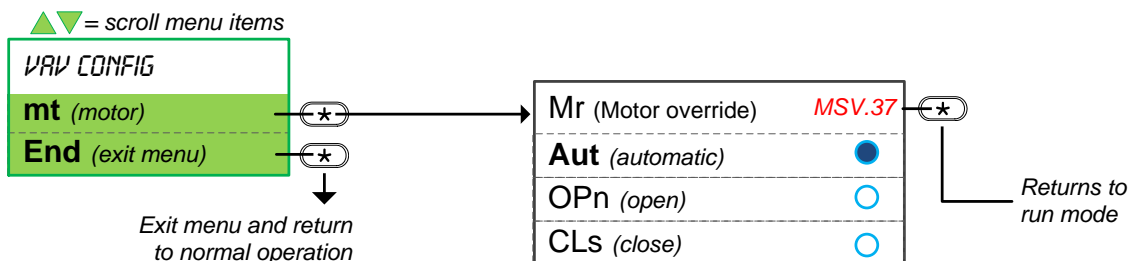 = scroll menu items
VAV CONFIG
mt (motor)
*
End (exit menu)
*
Exit menu and return
to normal operation
Mr (Motor override) MSV.37
*
Aut (automatic)
OPn (open)
CLs (close)
Returns to
run mode